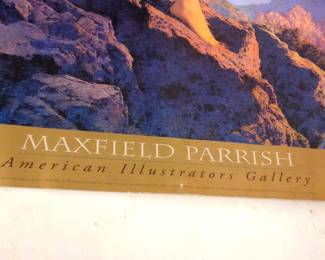 MAXFIELD PARRISH
American Illustrators Gallery